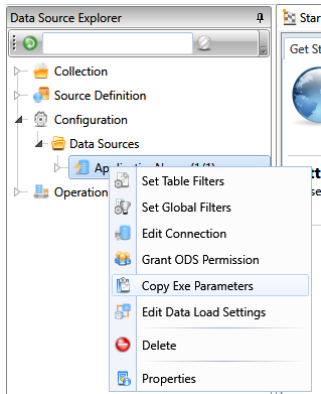 Data Source Explorer
Star
Get St
Collection
Source Definition
Configuration
Data Sources
Set Table Filters
Operation
Set Global Filters
Edit Connection
Grant ODS Permission
Copy Exe Parameters
Edit Data Load Settings
Delete
Properties